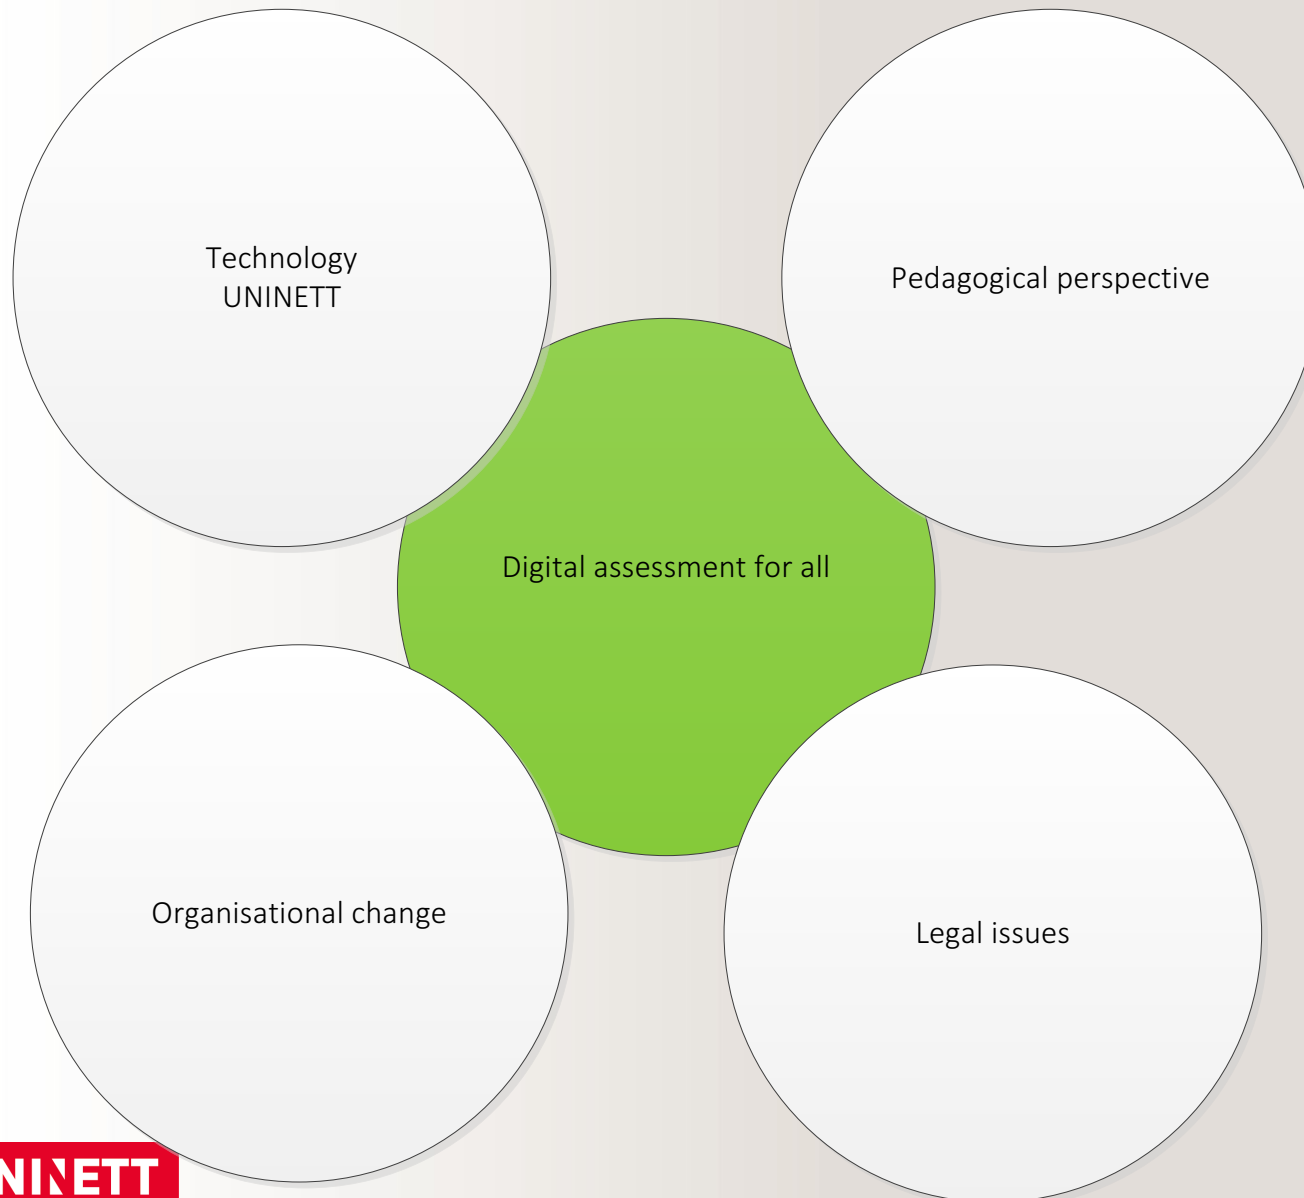 Technology
UNINETT
Pedagogical perspective
Digital assessment for all
Organisational change
Legal issues
NINETT